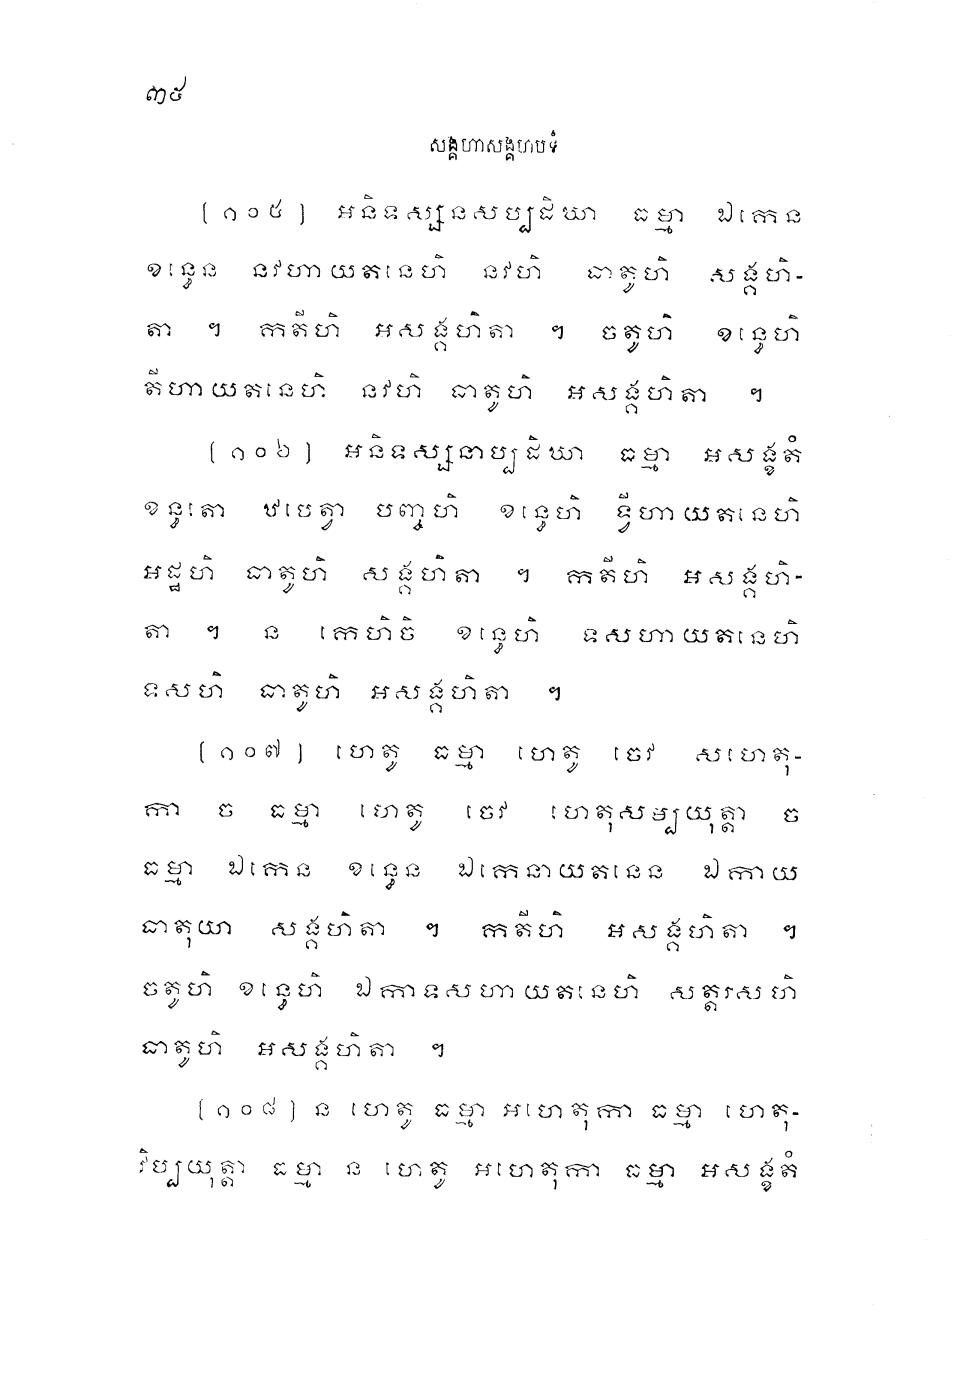 ៣៥
សង្គហាសង្គហបទំ
[១០៥] អនិទស្សនសប្បដិឃា ធម្មា ឯកេន
ខន្ធេន នវហាយតនេហិ នវហិ ធាតូហិ សង្គហិ-
តា ។ កតីហិ អសង្គហិតា ។ ចតូហិ ខន្ធេហិ
តីហាយតនេហិ នវហិ ធាតូហិ អសង្គហិតា ។
[១០៦] អនិទស្សនាប្បដិឃា ធម្មា អសង្ខតំ
ខន្ធតោ ឋបេត្វា បញ្ចហិ ខន្ធេហិ ទ្វីហាយតនេហិ
អដ្ឋហិ ធាតូហិ សង្គហិតា ។ កតីហិ អសង្គហិ-
តា ។ ន កេហិចិ ខន្ធេហិ ទសហាយតនេហិ
ទសហិ ធាតូហិ អសង្គហិតា ។
[១០៧] ហេតូ ធម្មា ហេតូ ចេវ សហេតុ-
កា ច ធម្មា ហេតូ ចេវ ហេតុសម្បយុត្តា ច
ធម្មា ឯកេន ខន្ធេន ឯកេនាយតនេន ឯកាយ
ធាតុយា សង្គហិតា ។ កតីហិ អសង្គហិតា ។
ចតូហិ ខន្ធេហិ ឯកាទសហាយតនេហិ សត្តរសហិ
ធាតូហិ អសង្គហិតា ។
[១០៨] ន ហេតូ ធម្មា អហេតុកា ធម្មា ហេតុ-
វិប្បយុត្តា ធម្មា ន ហេតូ អហេតុកា ធម្មា អសង្ខតំ